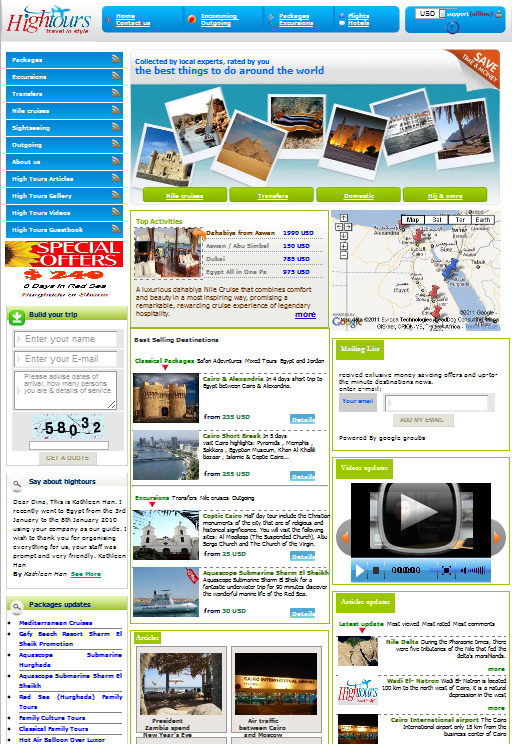 Hightours
travel in style
Home
Contact us
Incomming
Outgoing
Packages
Excursions
Flights
Hotels
USD
support (offline)
Packages
Excursions
Transfers
Nile cruises
Sightseeing
Outgoing
About us
High Tours Articles
High Tours Gallery
High Tours Videos
High Tours Guestbook
Collected by local experts, rated by you
the best things to do around the world
SAVE
TIME & MONEY
Nile cruises
Transfers
Domestic
Hij & omra
SPECIAL
OFFERS
$ 240
8 Days in Red Sea
Hurghada or Sharm
Build your trip
Enter your name
Enter your E-mail
Please advise dates of
arrival, how many persons
you are & details of service
58032
GET A QUOTE
Say about hightours
Dear Dina, This is Kathleen Han. I
recently went to Egypt from the 3rd
January to the 8th January 2010
using your company as our guide. I
wish to thank you for organising
everything for us, your staff was
prompt and very friendly. Kathleen
Han
By Kathleen Han See More
Packages updates
Mediterranean Cruises
Gafy Beach Resort Sharm El
Sheik Promotion
Aquascope Submarine
Hurghada
Aquascope Submarine Sharm El
Sheikh
Red Sea (Hurghada) Family
Tours
Family Culture Tours
Classical Family Tours
Hot Air Balloon Over Luxor
Top Activities
Dahabiya from Aswan 1990 USD
Aswan / Abu Simbel 150 USD
Dubai 785 USD
Egypt All in One Pa 975 USD
A luxurious dahabiya Nile Cruise that combines comfort
and beauty in a most inspiring way, promising a
remarkable, rewarding cruise experience of legendary
hospitality.
more
Best Selling Destinations
Classical Packages Safari Adventures Mixed Tours Egypt and Jordan
Cairo & Alexandria In 4 days short trip to
Egypt between Cairo & Alexandria.
from 235 USD
Details
Cairo Short Break In 5 days
visit Cairo highlights: Pyramids , Memphis ,
Sakkara , Egyptian Museum, Khan Al Khalili
bazaar , Islamic & Coptic Cairo...
from 255 USD
Details
Excursions Transfers Nile cruises Outgoing
Coptic Cairo Half day tour include the Christian
monuments of the city that are of religious and
historical significance. You will visit the following
sites: Al Moallaqa (The Suspended Church), Abu
Serga Church and The Church of the Virgin.
from 25 USD
Details
Aquascope Submarine Sharm El Sheikh
Aquascope Submarine Sharm El Sheik for a
fantastic underwater trip for 90 minutes discover
the wonderful marine life of the Red Sea.
from 30 USD
Details
Articles
President
Zambia spend
New Year's Eve
CAIRO INTERNATIONAL AIRPORT
Air traffic
between Cairo
and Moscow
Map
Sat
Ter
Earth
Alexandria
(Egypt)
POWERED BY
Google
©2011 Google
Mailing List
recived exlusive money saveing offers and up-to-
the minute destinations news.
enter e-mail:
Your email
ADD MY EMAIL
Powered By google groubs
Videos updates
00:00
Articles updates
Latest update Most viewed Most rated Most comments
Nile Delta During the Pharaonic times, there
were five tributaries of the Nile that fed the
delta's marshlands.
more
Hightours
Wadi El- Natron Wadi El- Natron is located
100 km to the north west of Cairo, it is a natural
depression in the west
more
Cairo International airport The Cairo
International airport only 15 km from the
business center of Cairo